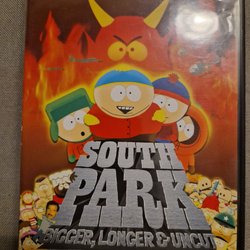 SOUTH
PARK
BIGGER, LONGER & UNCUT